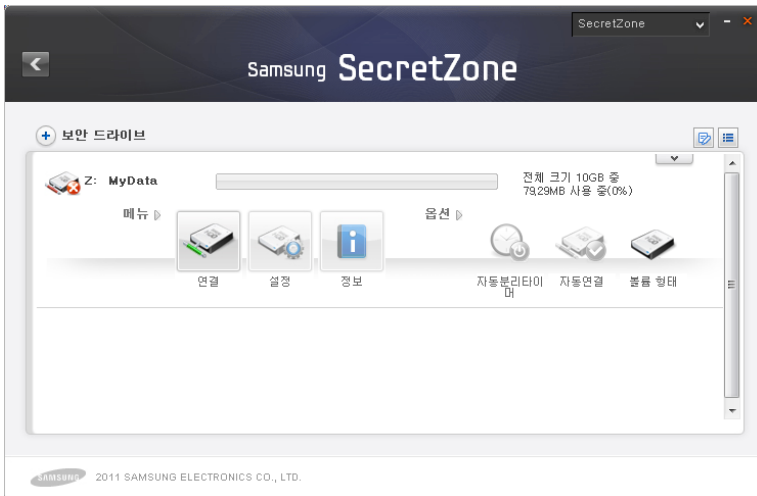 SecretZone
Samsung SecretZone
보안 드라이브
Z: MyData
전체 크기 10GB 중
79,29MB 사용 중(0%)
메뉴
옵션
연결
설정
정보
자동분리타이머
자동연결
볼륨 형태
SAMSUNG 2011 SAMSUNG ELECTRONICS CO., LTD.